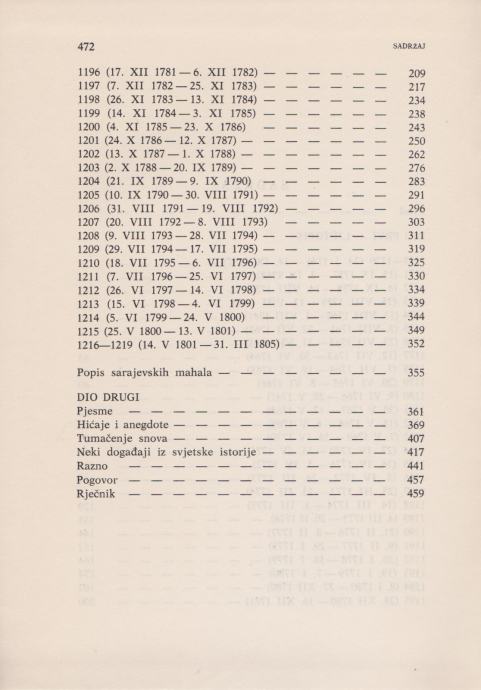 472 SADRŽAJ
1196 (17. XII 1781 — 6. XII 1782) — — — — — — 209
1197 (7. XII 1782 — 25. XI 1783) — — — — — — 217
1198 (26. XI 1783 — 13. XI 1784) — — — — — — 234
1199 (14. XI 1784 — 3. XI 1785) — — — — — — 238
1200 (4. XI 1785 — 23. X 1786) — — — — — — 243
1201 (24. X 1786 — 12. X 1787) — — — — — — — 250
1202 (13. X 1787 — 1. X 1788) — — — — — — — 262
1203 (2. X 1788 — 20. IX 1789) — — — — — — — 276
1204 (21. IX 1789 — 9. IX 1790) — — — — — — 283
1205 (10. IX 1790 — 30. VIII 1791) — — — — — — 291
1206 (31. VIII 1791 — 19. VIII 1792) — — — — — 296
1207 (20. VIII 1792 — 8. VIII 1793) — — — — — 303
1208 (9. VIII 1793 — 28. VII 1794) — — — — — — 311
1209 (29. VII 1794 — 17. VII 1795) — — — — — — 319
1210 (18. VII 1795 — 6. VII 1796) — — — — — — 325
1211 (7. VII 1796 — 25. VI 1797) — — — — — — 330
1212 (26. VI 1797 — 14. VI 1798) — — — — — — 334
1213 (15. VI 1798 — 4. VI 1799) — — — — — — 339
1214 (5. VI 1799 — 24. V 1800) — — — — — — 344
1215 (25. V 1800 — 13. V 1801) — — — — — — — 349
1216—1219 (14. V 1801 — 31. III 1805) — — — — — 352
Popis sarajevskih mahala — — — — — — — — 355
DIO DRUGI
Pjesme — — — — — — — — — — — — 361
Hićaje i anegdote — — — — — — — — — — 369
Tumačenje snova — — — — — — — — — — 407
Neki događaji iz svjetske istorije — — — — — — 417
Razno — — — — — — — — — — — — 441
Pogovor — — — — — — — — — — — — 457
Rječnik — — — — — — — — — — — — 459